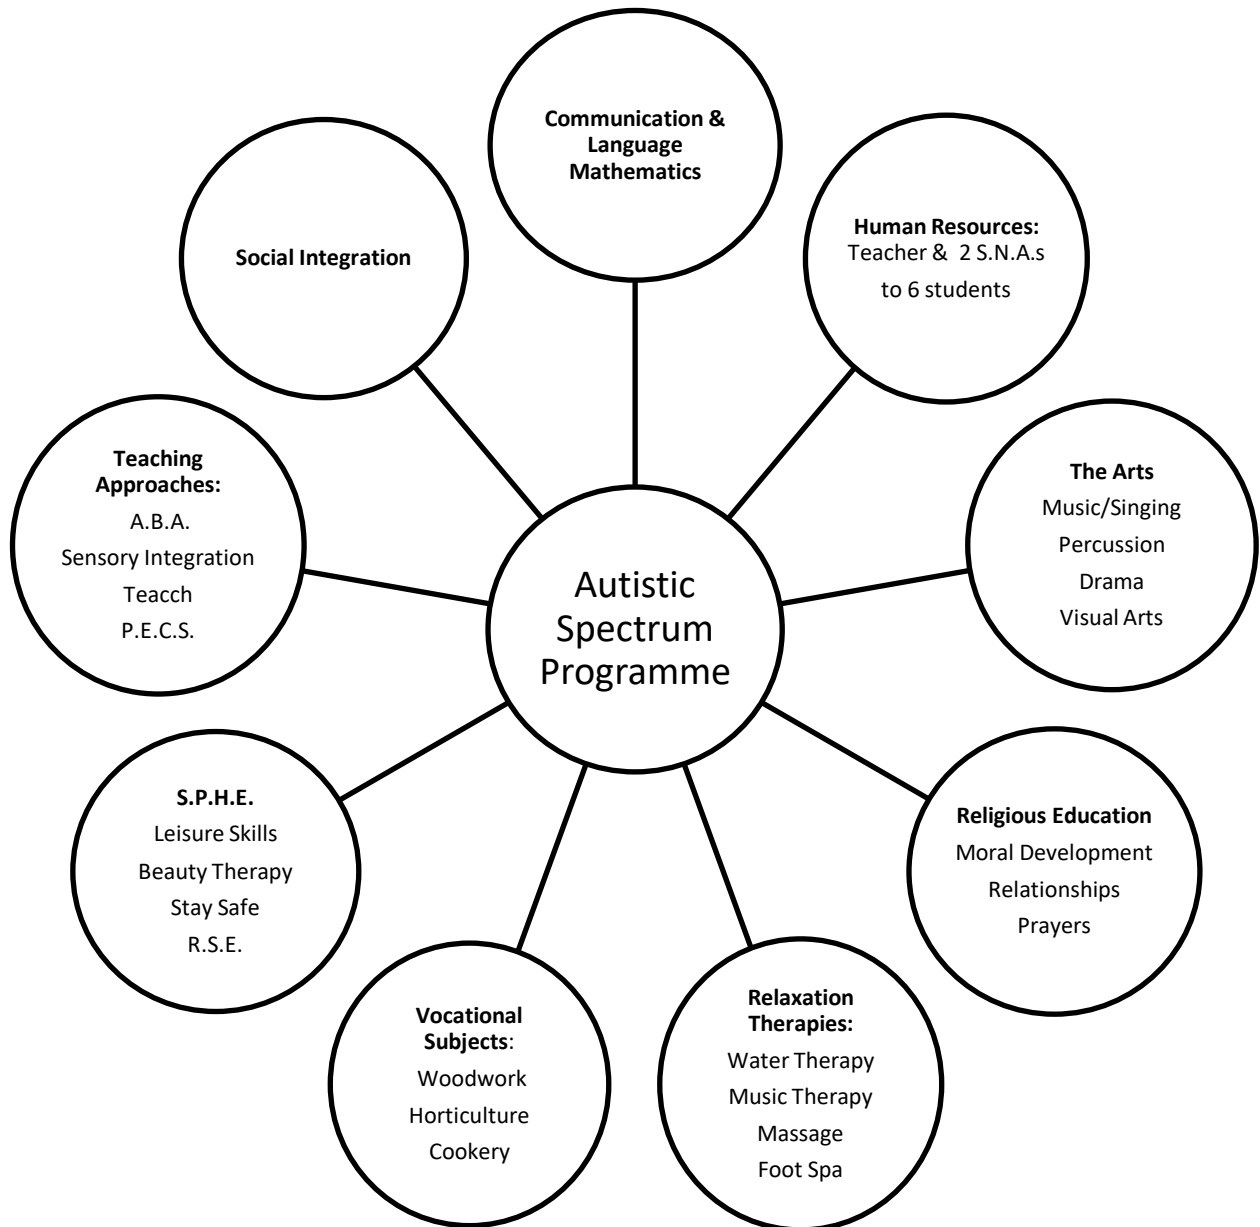 Communication &
Language
Mathematics
Human Resources:
Teacher & 2 S.N.A.s
to 6 students
The Arts
Music/Singing
Percussion
Drama
Visual Arts
Religious Education
Moral Development
Relationships
Prayers
Relaxation
Therapies:
Water Therapy
Music Therapy
Massage
Foot Spa
Vocational
Subjects:
Woodwork
Horticulture
Cookery
S.P.H.E.
Leisure Skills
Beauty Therapy
Stay Safe
R.S.E.
Teaching
Approaches:
A.B.A.
Sensory Integration
Teacch
P.E.C.S.
Social Integration
Autistic
Spectrum
Programme